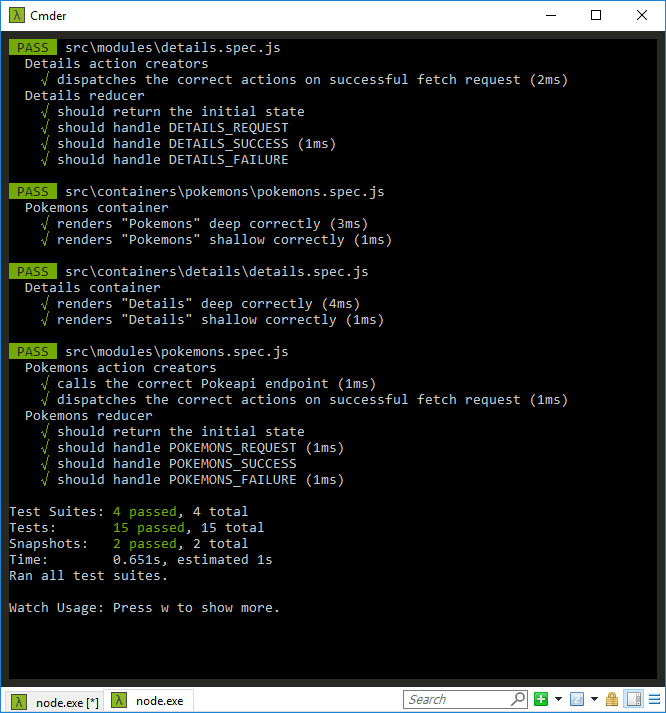 Cmder
PASS src\modules\details.spec.js
Details action creators
√ dispatches the correct actions on successful fetch request (2ms)
Details reducer
√ should return the initial state
√ should handle DETAILS_REQUEST
√ should handle DETAILS_SUCCESS (1ms)
√ should handle DETAILS_FAILURE
PASS src\containers\pokemons\pokemons.spec.js
Pokemons container
√ renders "Pokemons" deep correctly (3ms)
√ renders "Pokemons" shallow correctly (1ms)
PASS src\containers\details\details.spec.js
Details container
√ renders "Details" deep correctly (4ms)
√ renders "Details" shallow correctly (1ms)
PASS src\modules\pokemons.spec.js
Pokemons action creators
√ calls the correct Pokeapi endpoint (1ms)
√ dispatches the correct actions on successful fetch request (1ms)
Pokemons reducer
√ should return the initial state
√ should handle POKEMONS_REQUEST (1ms)
√ should handle POKEMONS_SUCCESS
√ should handle POKEMONS_FAILURE (1ms)
Test Suites: 4 passed, 4 total
Tests: 15 passed, 15 total
Snapshots: 2 passed, 2 total
Time: 0.651s, estimated 1s
Ran all test suites.
Watch Usage: Press w to show more.
λ node.exe [*] λ node.exe Search